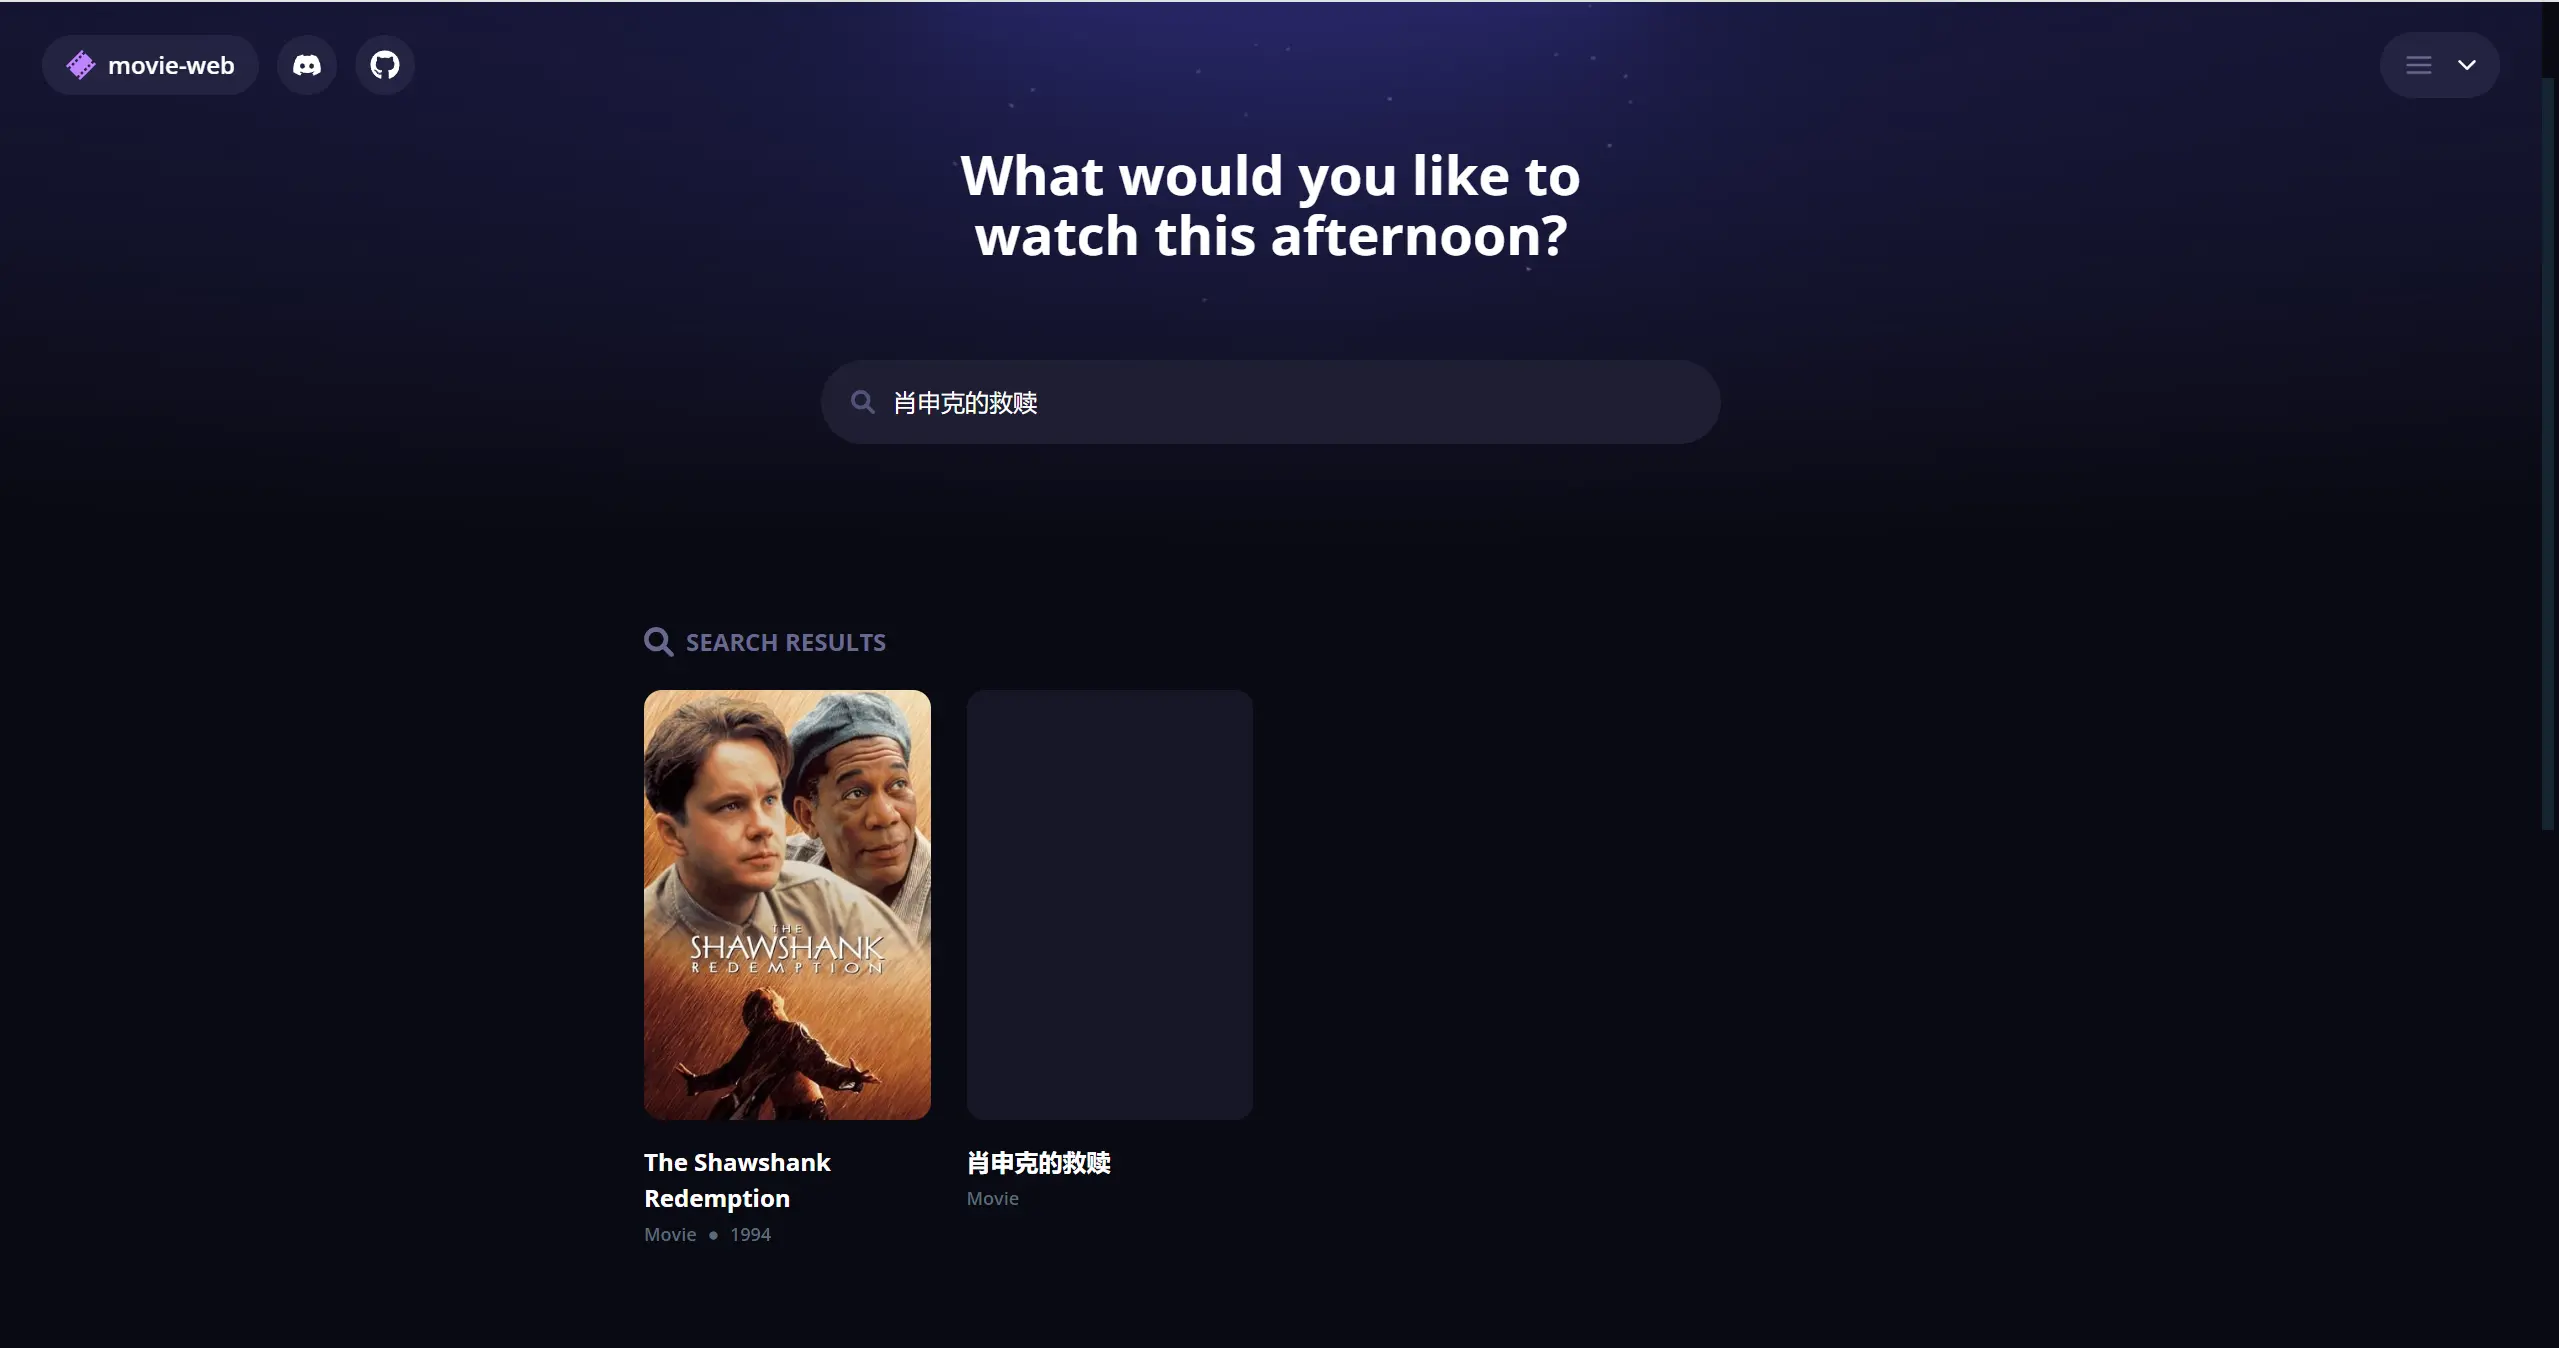 movie-web
What would you like to
watch this afternoon?
肖申克的救赎
SEARCH RESULTS
THE
SHAWSHANK
REDEMPTION
The Shawshank
Redemption
Movie ● 1994
肖申克的救赎
Movie